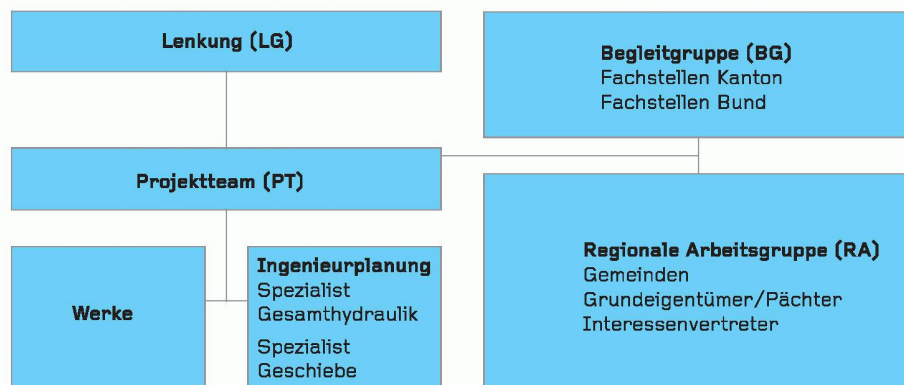 Lenkung (LG)
Begleitgruppe (BG)
Fachstellen Kanton
Fachstellen Bund
Projektteam (PT)
Werke
Ingenieurplanung
Spezialist
Gesamthydraulik
Spezialist
Geschiebe
Regionale Arbeitsgruppe (RA)
Gemeinden
Grundeigentümer/Pächter
Interessenvertreter